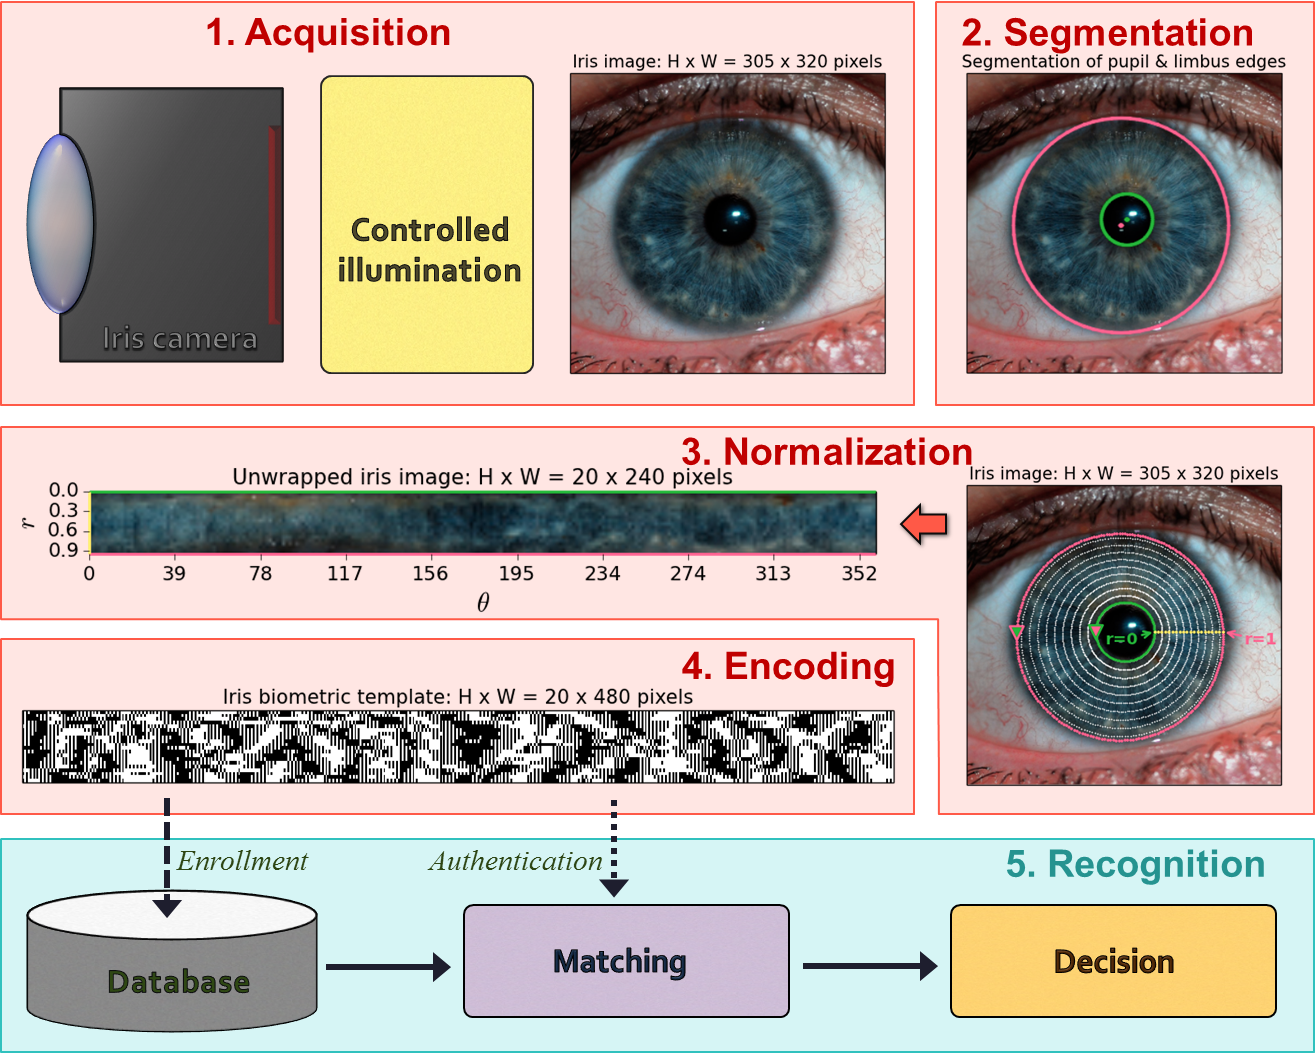 1. Acquisition
Iris camera
Controlled
illumination
Iris image: H x W = 305 x 320 pixels
2. Segmentation
Segmentation of pupil & limbus edges
3. Normalization
Unwrapped iris image: H x W = 20 x 240 pixels
0.0
0.3
0.6
0.9
r
0 39 78 117 156 195 234 274 313 352
θ
Iris image: H x W = 305 x 320 pixels
r=0
r=1
4. Encoding
Iris biometric template: H x W = 20 x 480 pixels
Enrollment
Authentication
5. Recognition
Database
Matching
Decision